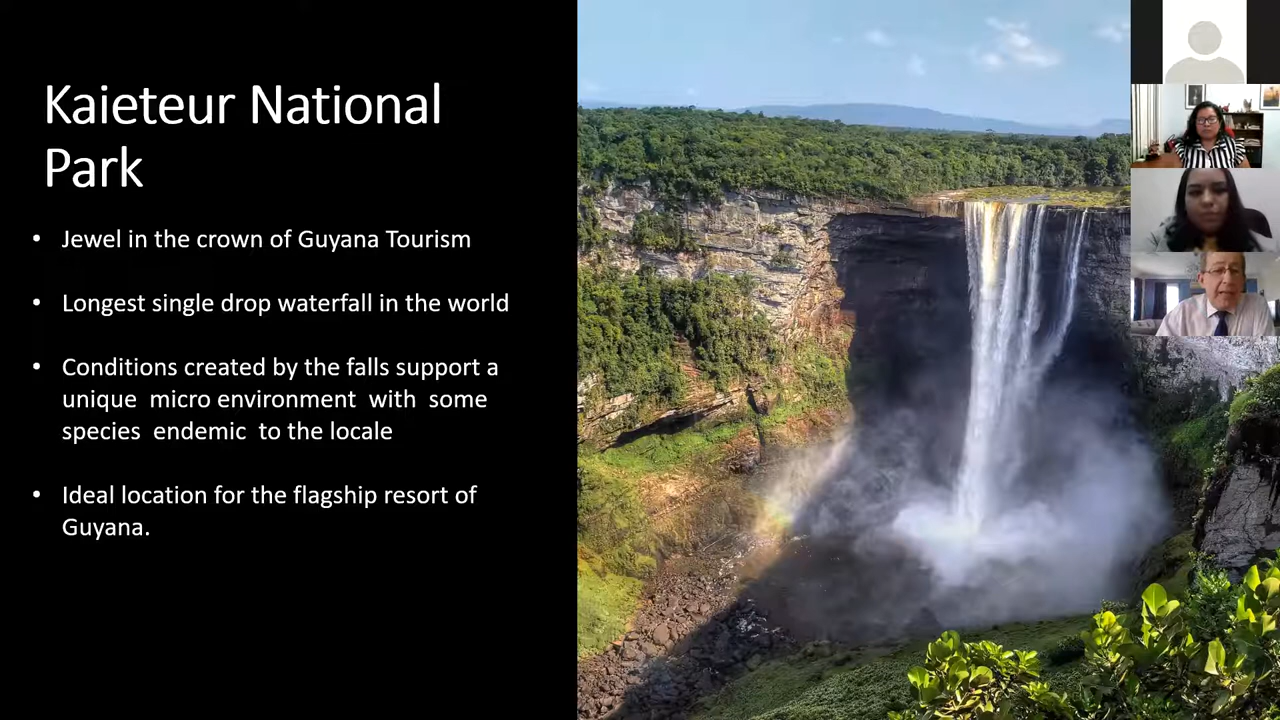 Kaieteur National
Park
• Jewel in the crown of Guyana Tourism
• Longest single drop waterfall in the world
• Conditions created by the falls support a
unique micro environment with some
species endemic to the locale
• Ideal location for the flagship resort of
Guyana.